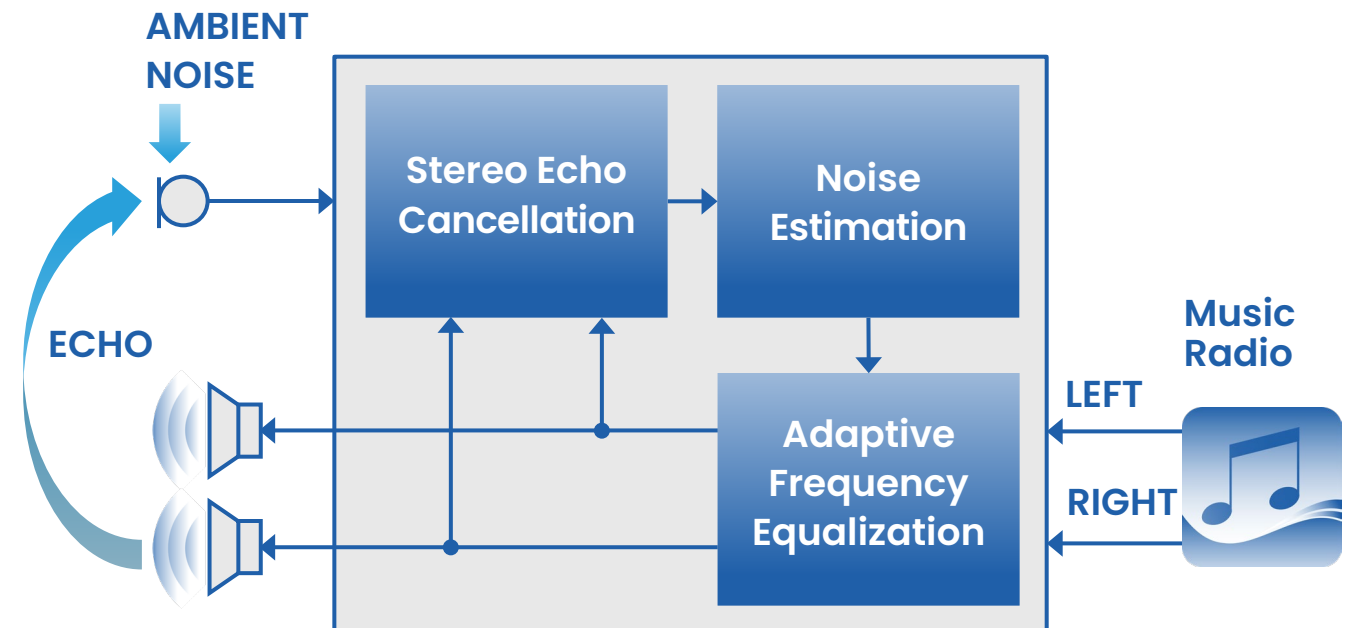 AMBIENT
NOISE
Stereo Echo
Cancellation
Noise
Estimation
ECHO
Music
Radio
LEFT
Adaptive
Frequency
Equalization
RIGHT